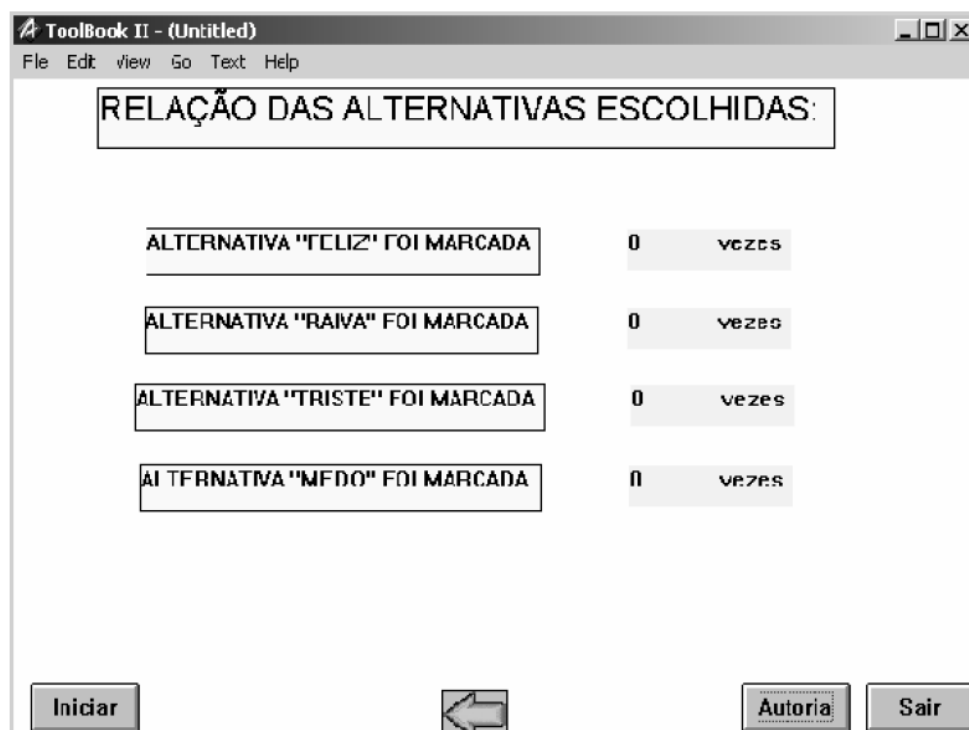 ToolBook II - (Untitled)
File Edit View Go Text Help
RELAÇÃO DAS ALTERNATIVAS ESCOLHIDAS:
ALTERNATIVA "FELIZ" FOI MARCADA 0 vezes
ALTERNATIVA "RAIVA" FOI MARCADA 0 vezes
ALTERNATIVA "TRISTE" FOI MARCADA 0 vezes
ALTERNATIVA "MEDO" FOI MARCADA 0 vezes
Iniciar Autoria Sair